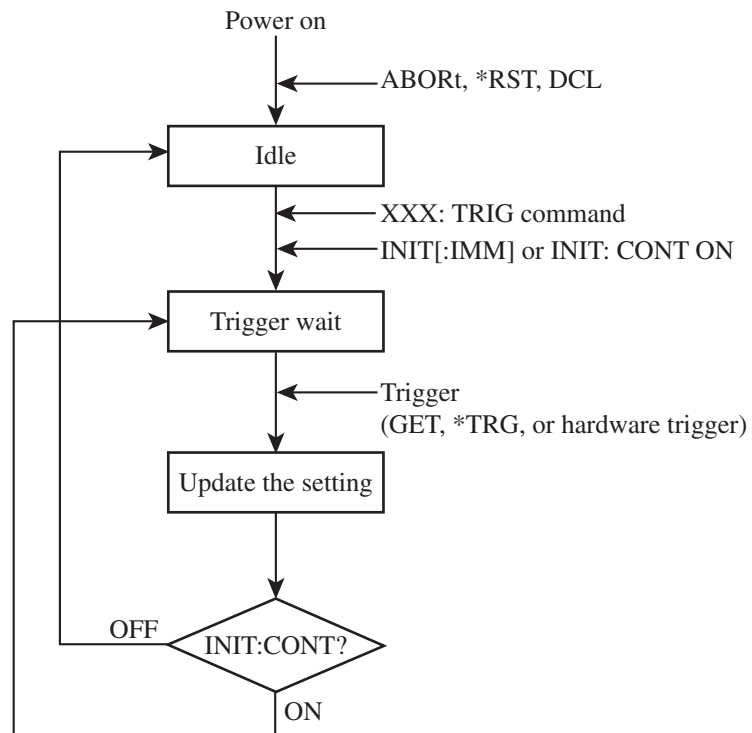 Power on
ABORt, *RST, DCL
Idle
XXX: TRIG command
INIT[:IMM] or INIT: CONT ON
Trigger wait
Trigger
(GET, *TRG, or hardware trigger)
Update the setting
OFF
INIT:CONT?
ON